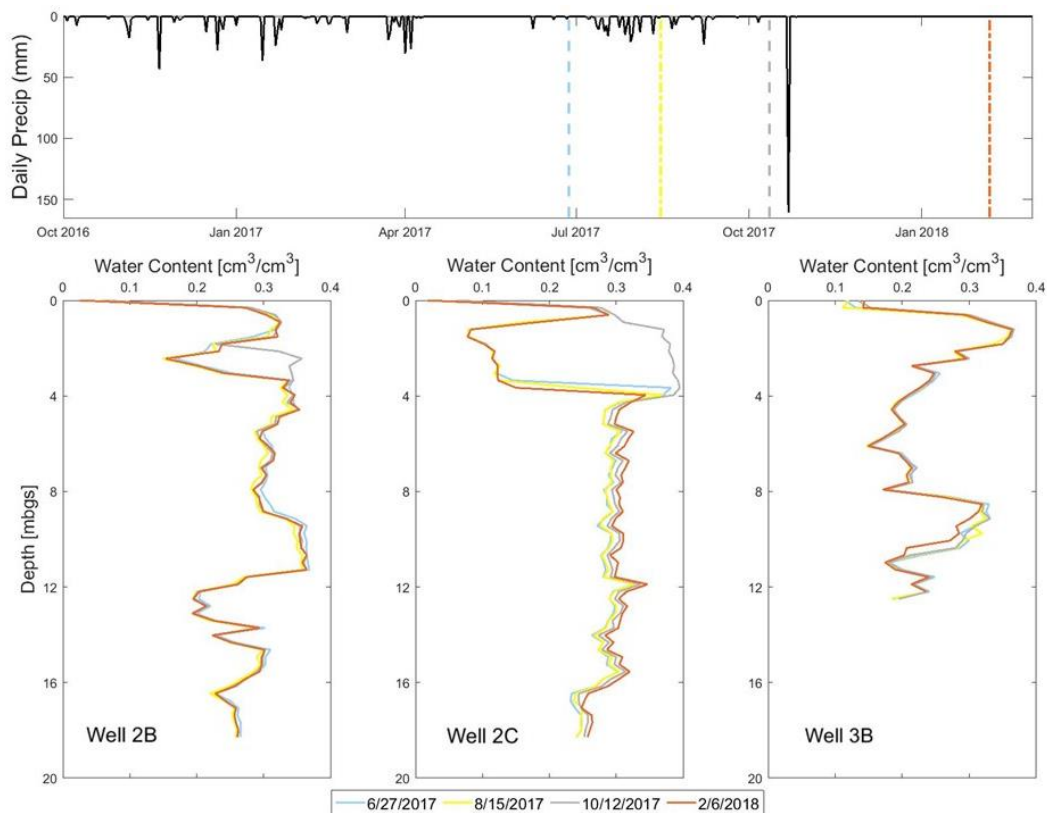 Daily Precip (mm)
0
50
100
150
Oct 2016
Jan 2017
Apr 2017
Jul 2017
Oct 2017
Jan 2018
Water Content [cm³/cm³]
Water Content [cm³/cm³]
Water Content [cm³/cm³]
0 0.1 0.2 0.3 0.4
0 0.1 0.2 0.3 0.4
0 0.1 0.2 0.3 0.4
Depth [mbgs]
0
4
8
12
16
20
0
4
8
12
16
20
0
4
8
12
16
20
Well 2B
Well 2C
Well 3B
6/27/2017 8/15/2017 10/12/2017 2/6/2018